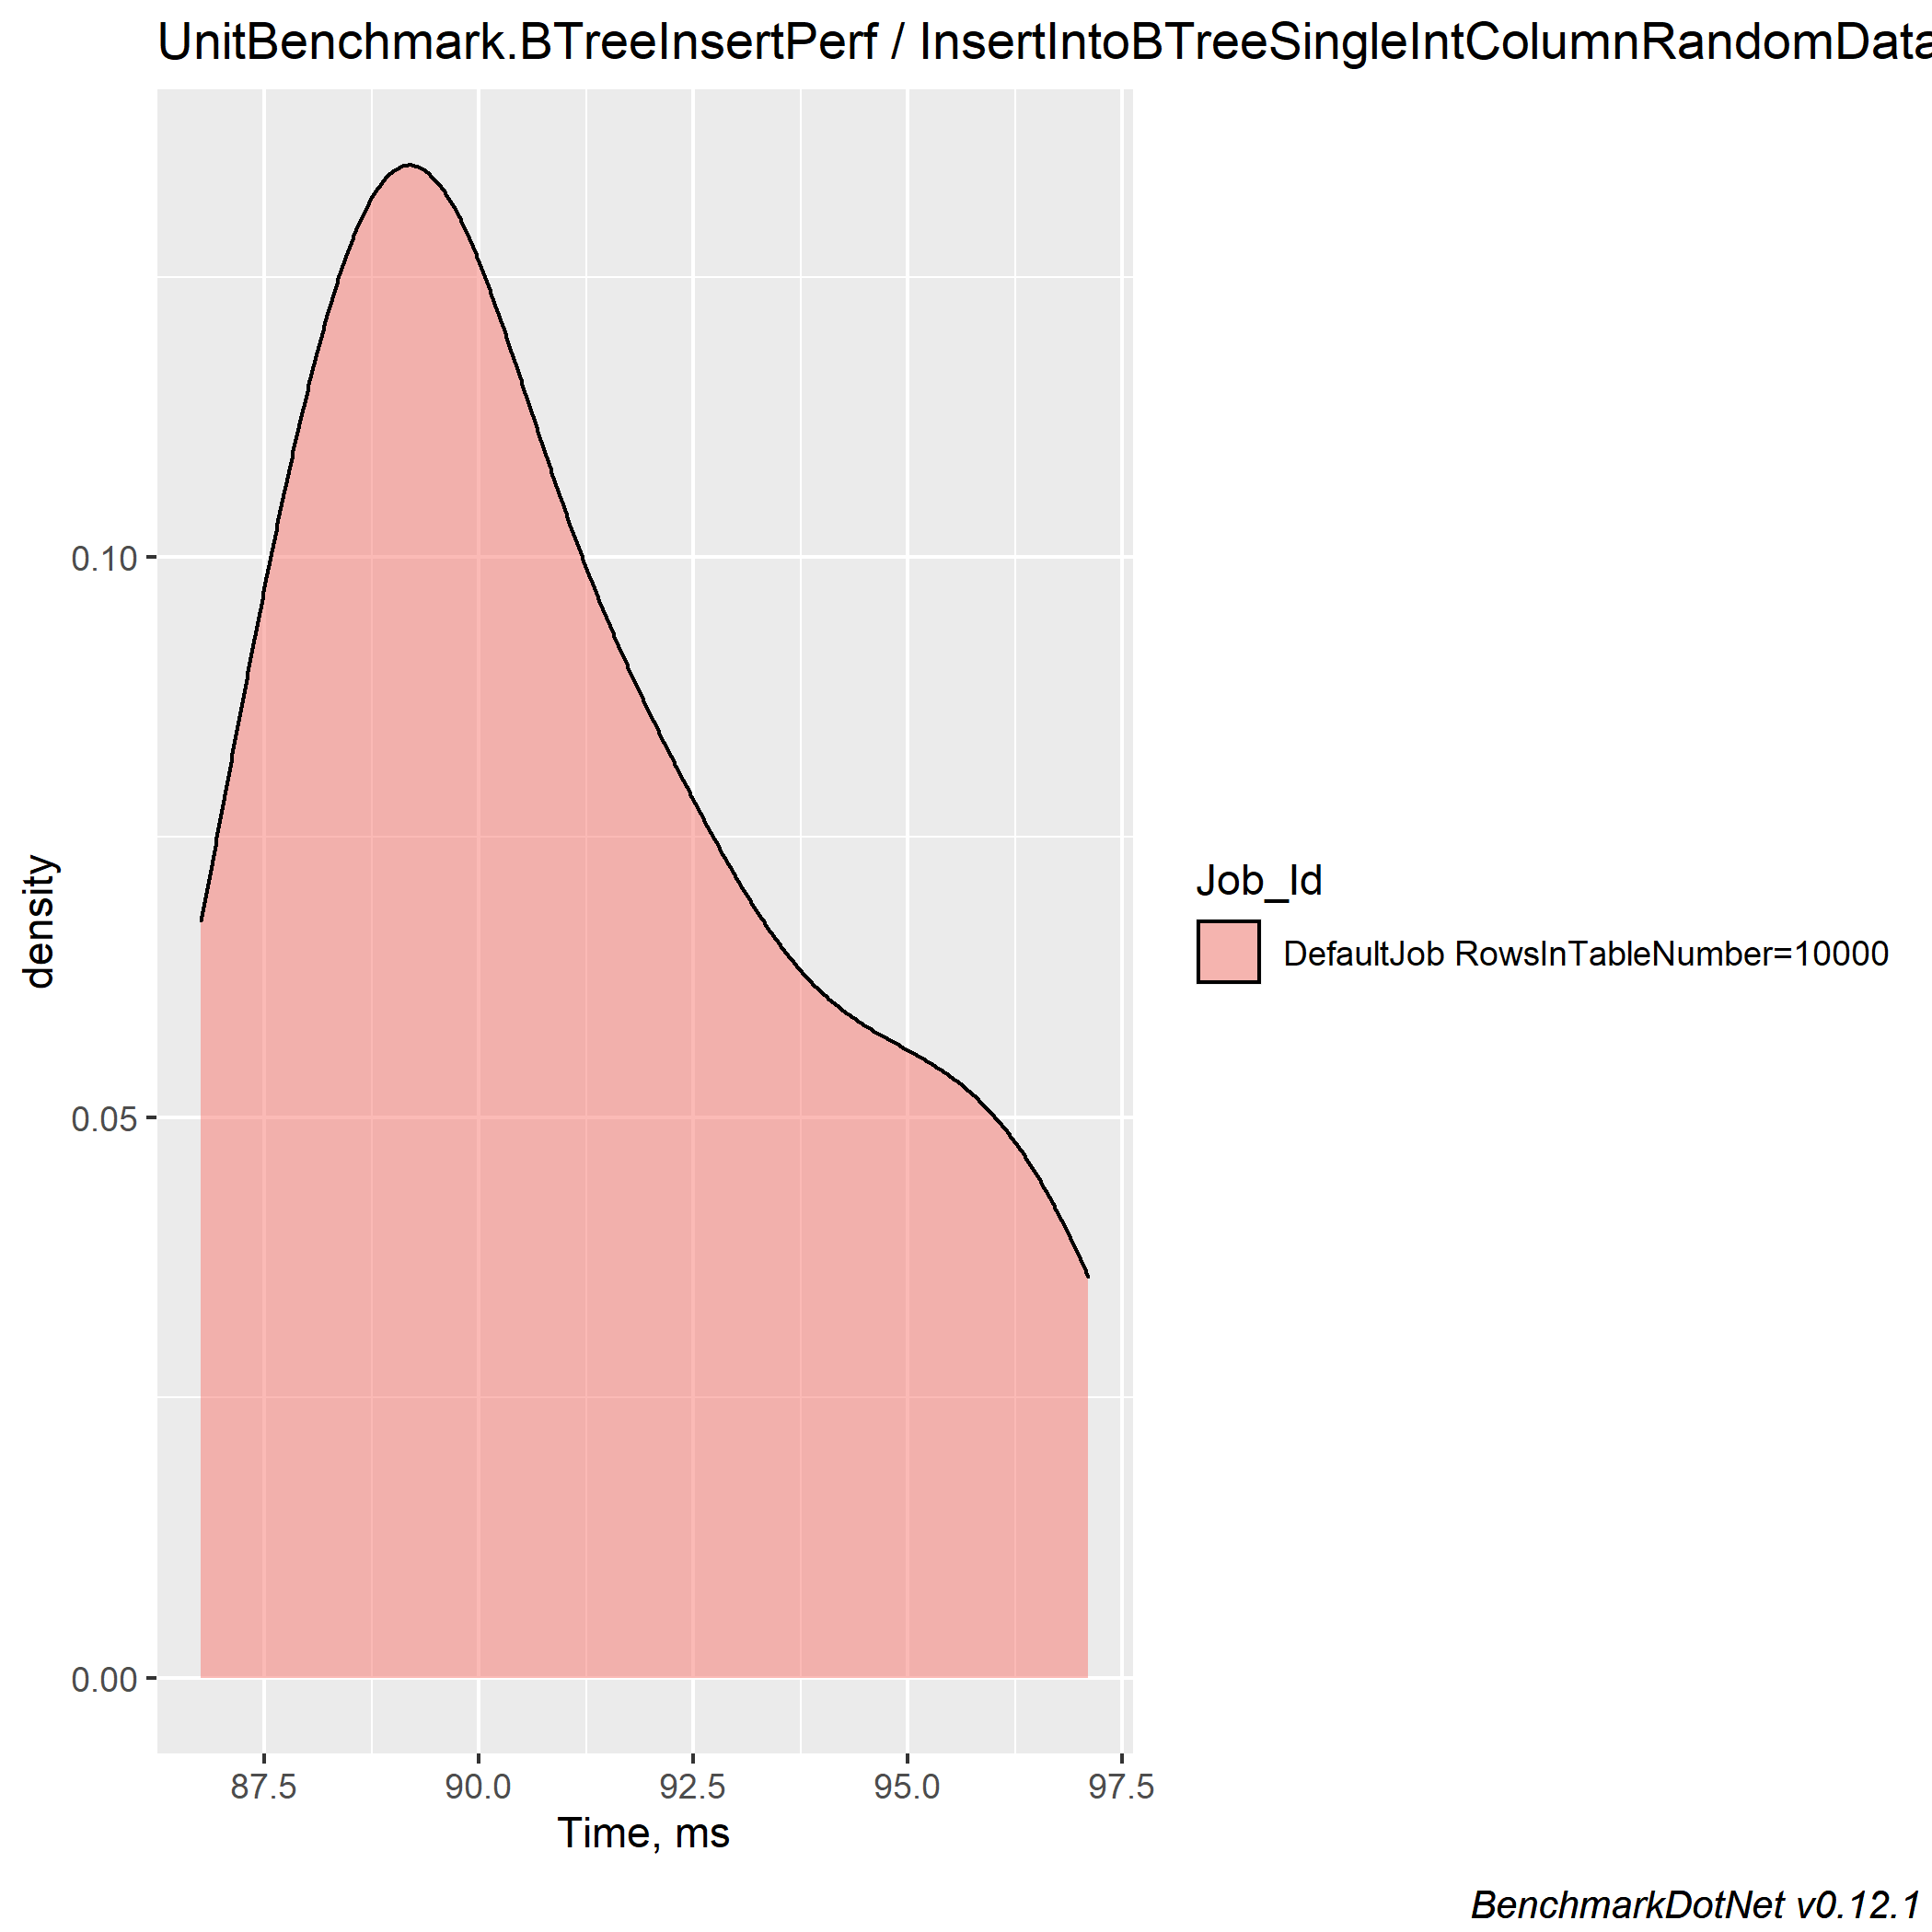 UnitBenchmark.BTreeInsertPerf / InsertIntoBTreeSingleIntColumnRandomData
density
0.10
0.05
0.00
87.5 90.0 92.5 95.0 97.5
Time, ms
Job_Id
DefaultJob RowsInTableNumber=10000
BenchmarkDotNet v0.12.1